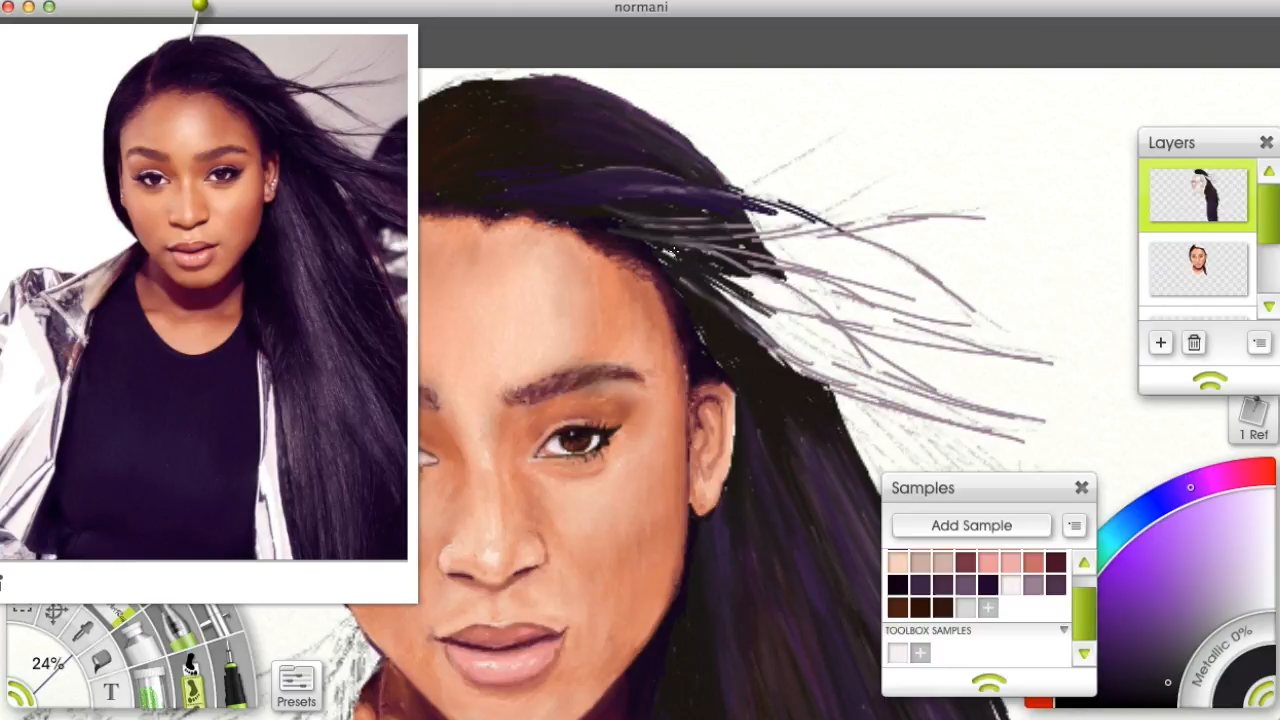 normani
Layers
1 Ref
Samples
Add Sample
TOOLBOX SAMPLES
Metallic 0%
24%
T
Presets